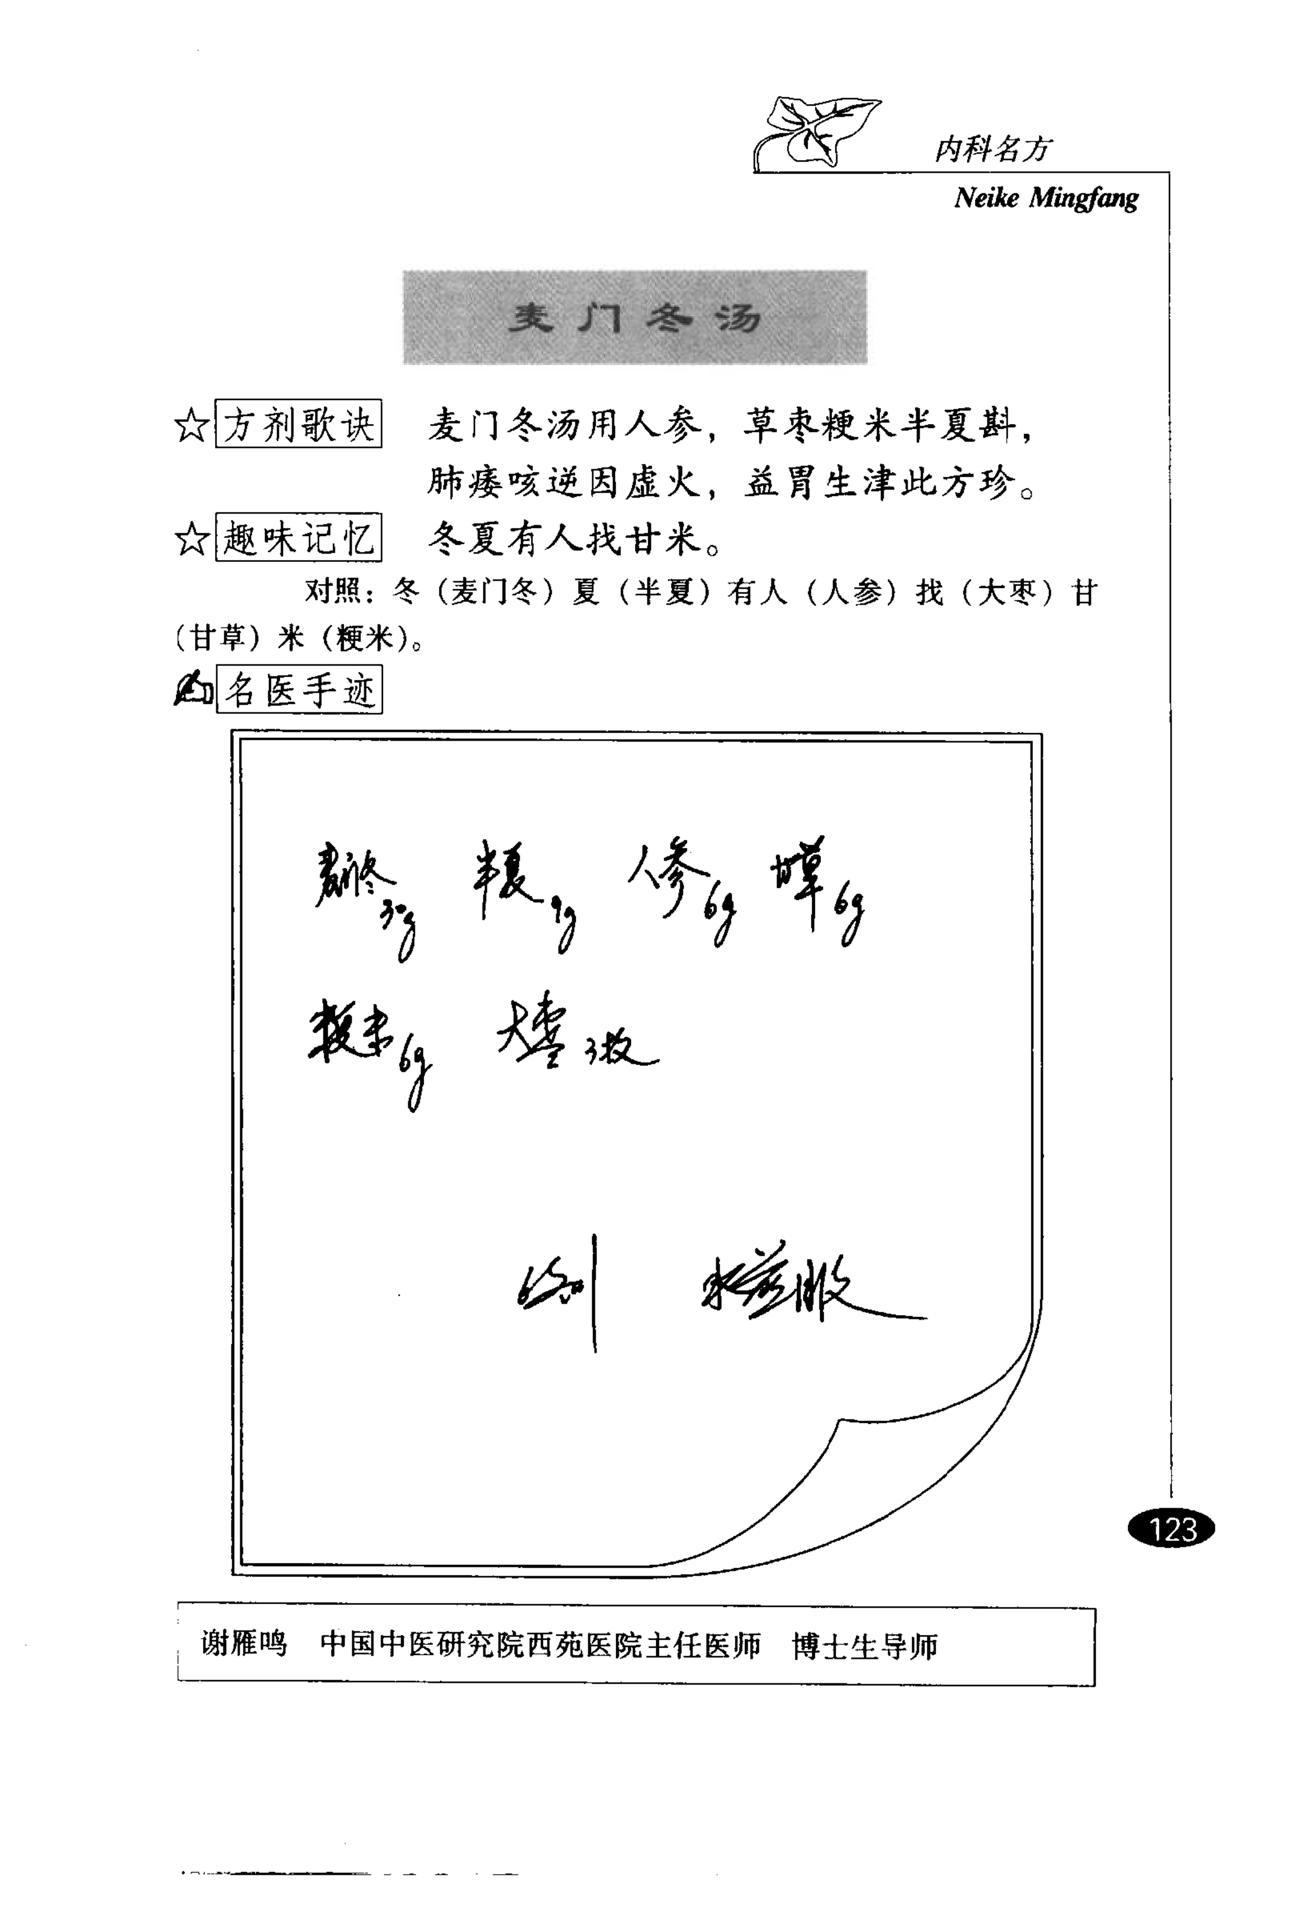 内科名方
Neike Mingfang
麦门冬汤
☆方剂歌诀 麦门冬汤用人参，草枣粳米半夏斟，
肺痿咳逆因虚火，益胃生津此方珍。
☆趣味记忆 冬夏有人找甘米。
对照：冬（麦门冬）夏（半夏）有人（人参）找（大枣）甘
（甘草）米（粳米）。
名医手迹
麦门冬30g 半夏9g 人参6g 甘草6g
粳米6g 大枣3枚
6剂 水煎服
123
谢雁鸣 中国中医研究院西苑医院主任医师 博士生导师